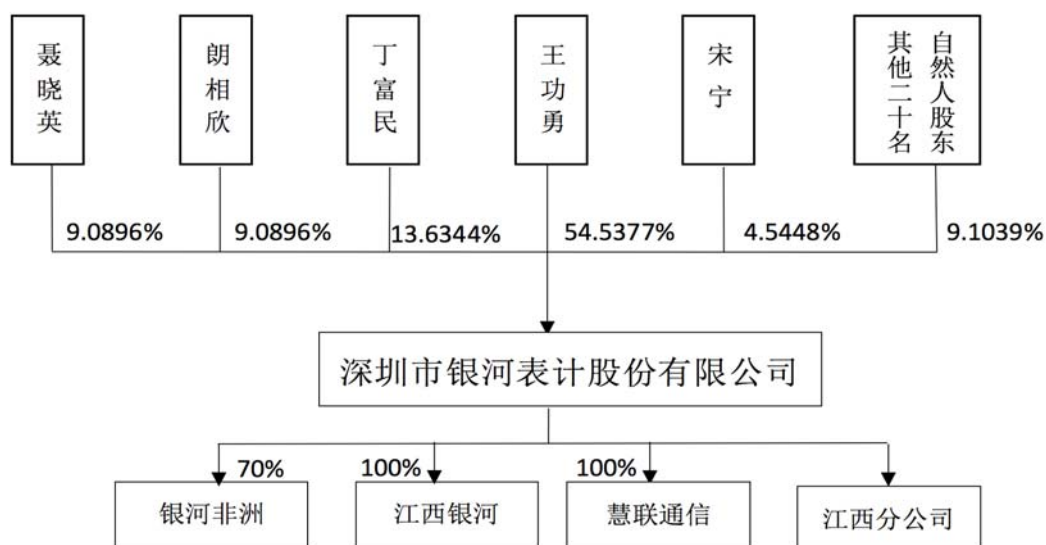 聂晓英
朗相欣
丁富民
王功勇
宋宁
自然人股东
其他二十名
9.0896%
9.0896%
13.6344%
54.5377%
4.5448%
9.1039%
深圳市银河表计股份有限公司
70%
100%
100%
银河非洲
江西银河
慧联通信
江西分公司